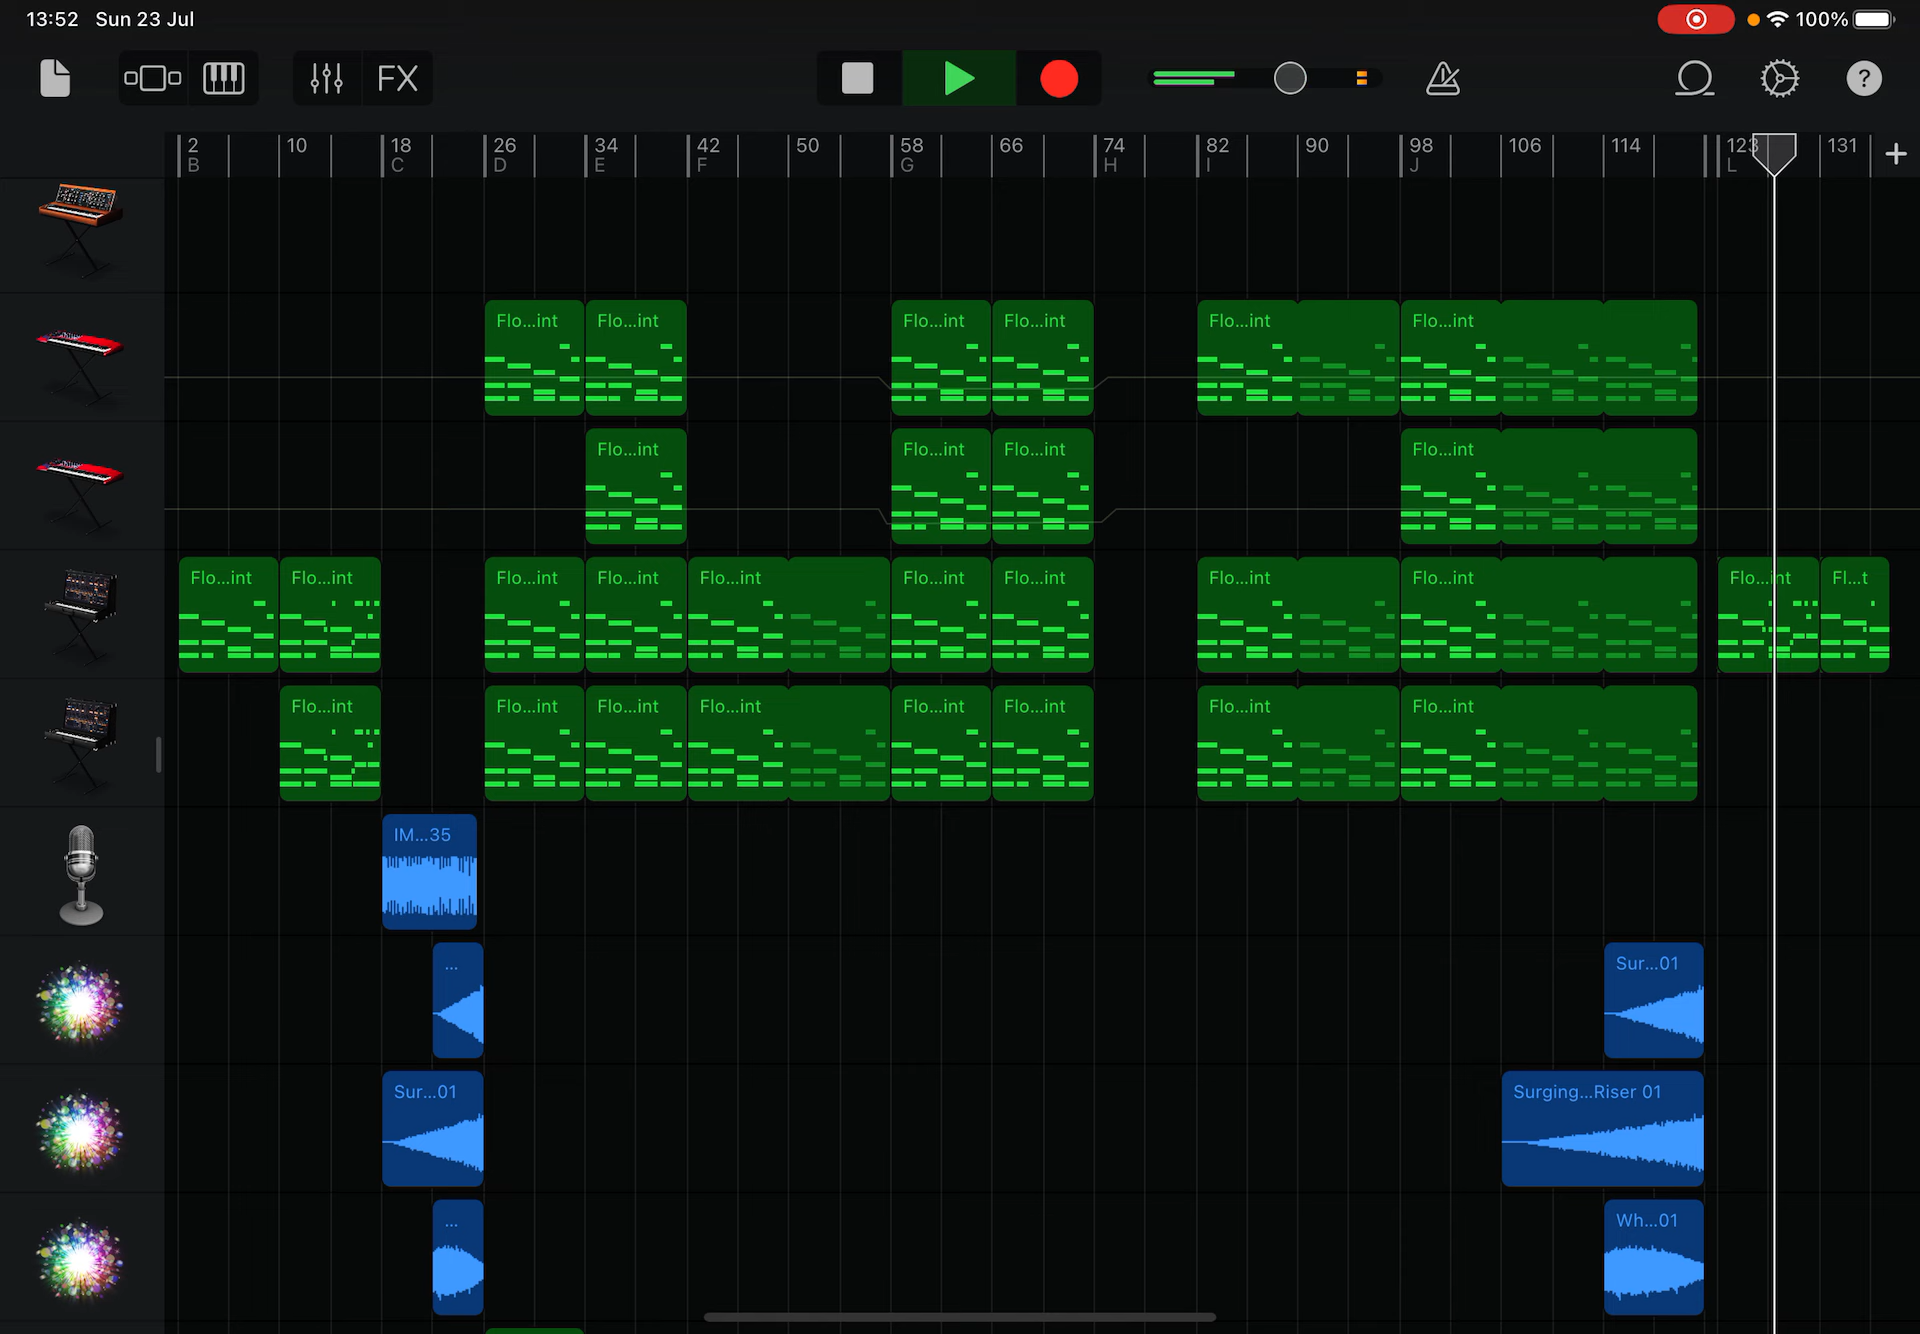 13:52 Sun 23 Jul 100%
FX ?
2 10 18 26 34 42 50 58 66 74 82 90 98 106 114 123 131 +
B C D E F G H I J L
Flo...int Flo...int Flo...int Flo...int Flo...int Flo...int
Flo...int Flo...int Flo...int Flo...int
Flo...int Flo...int Flo...int Flo...int Flo...int Flo...int Flo...int Flo...int Flo...int Flo...int Fl...t
Flo...int Flo...int Flo...int Flo...int Flo...int Flo...int Flo...int Flo...int
IM...35
... Sur...01
Sur...01 Surging...Riser 01
... Wh...01